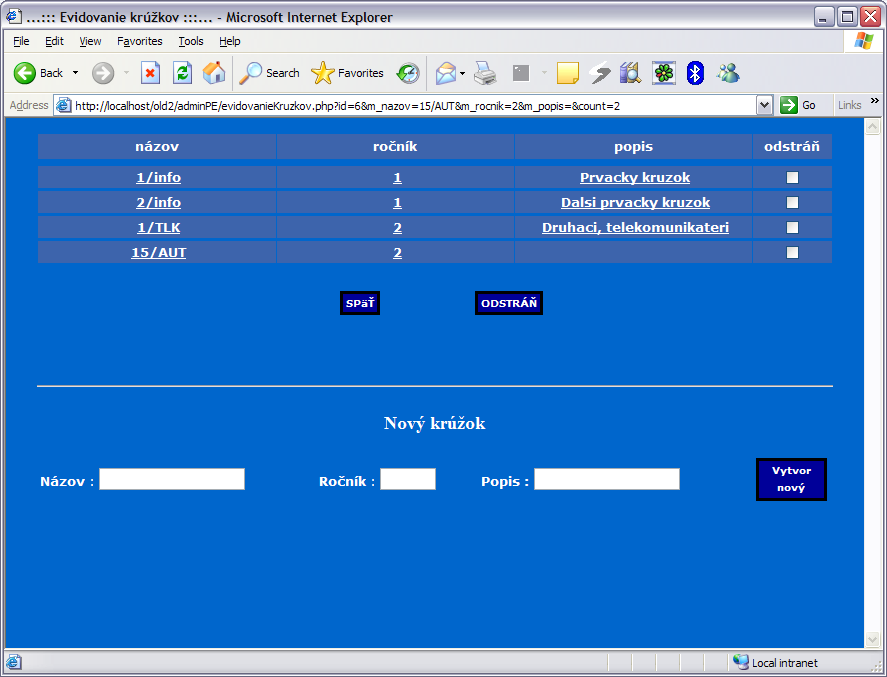 ...::: Evidovanie krúžkov :::... - Microsoft Internet Explorer
File Edit View Favorites Tools Help
Back Search Favorites
Address http://localhost/old2/adminPE/evidovanieKruzkov.php?id=6&m_nazov=15/AUT&m_rocnik=2&m_popis=&count=2 Go Links »
názov ročník popis odstráň
1/info 1 Prvacky kruzok
2/info 1 Dalsi prvacky kruzok
1/TLK 2 Druhaci, telekomunikateri
15/AUT 2
SPäŤ ODSTRÁŇ
Nový krúžok
Názov : Ročník : Popis : Vytvor
nový
Local intranet